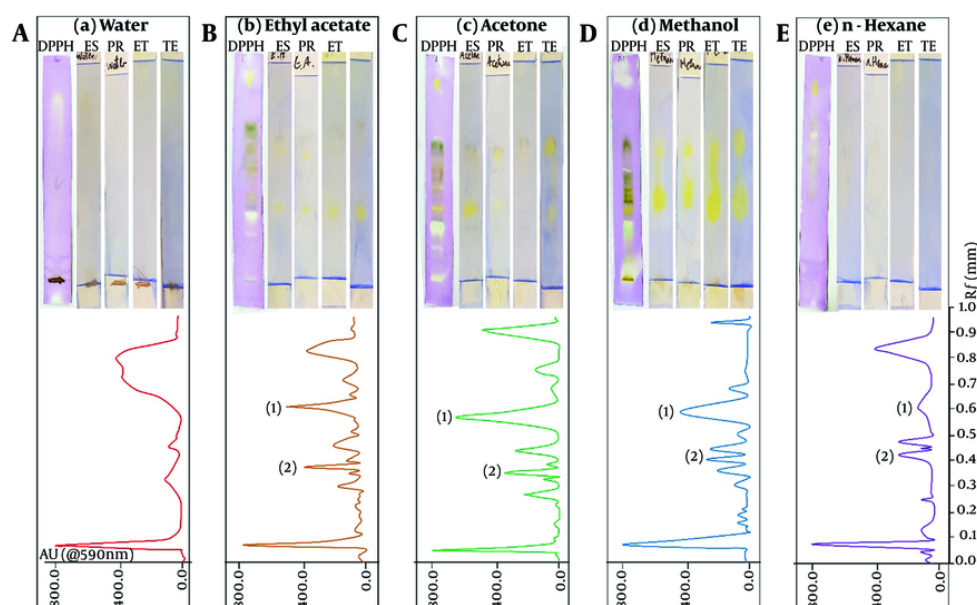 A (a) Water
DPPH ES PR ET TE
Water
Water
AU (@590nm)
800.0 400.0 0.0
B (b) Ethyl acetate
DPPH ES PR ET
E.A.
(1)
(2)
800.0 400.0 0.0
C (c) Acetone
DPPH ES PR ET TE
Acetone
Acetone
(1)
(2)
800.0 400.0 0.0
D (d) Methanol
DPPH ES PR ET TE
(1)
(2)
800.0 400.0 0.0
E (e) n - Hexane
DPPH ES PR ET TE
(1)
(2)
800.0 400.0 0.0
Rf (mm)
1.0
0.9
0.8
0.7
0.6
0.5
0.4
0.3
0.2
0.1
0.0